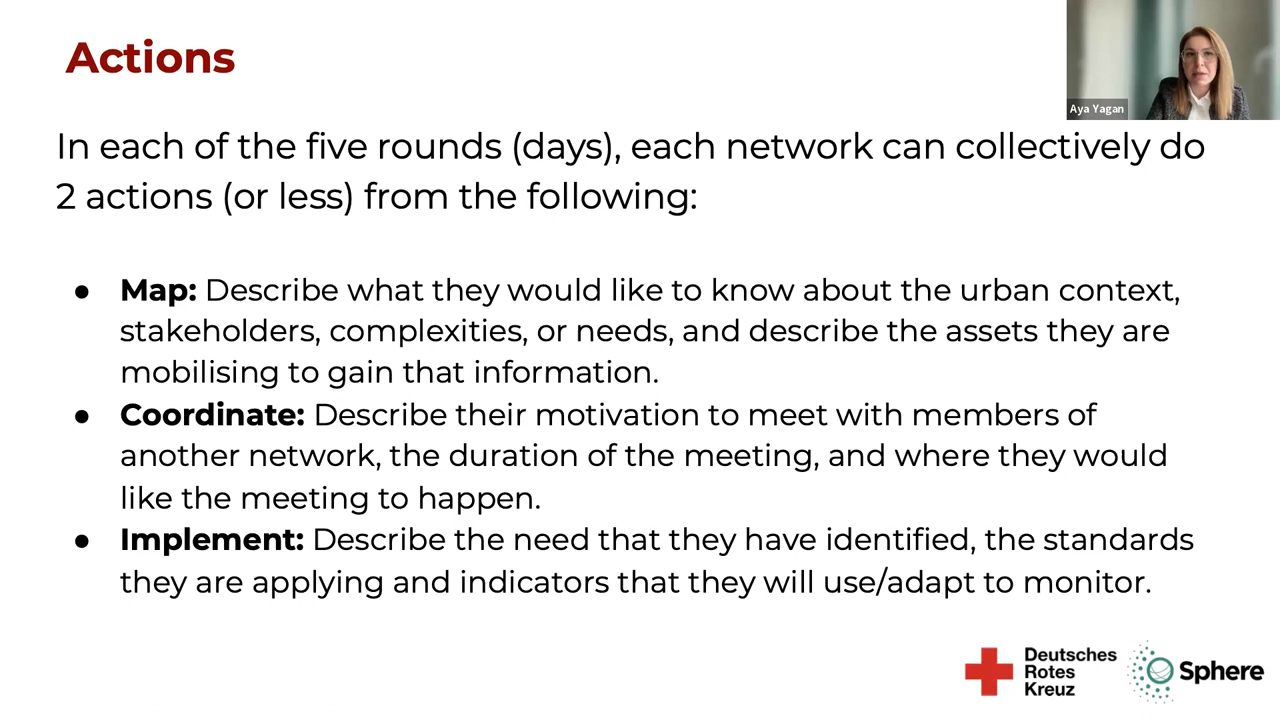 Actions
Aya Yagan
In each of the five rounds (days), each network can collectively do
2 actions (or less) from the following:
● Map: Describe what they would like to know about the urban context,
stakeholders, complexities, or needs, and describe the assets they are
mobilising to gain that information.
● Coordinate: Describe their motivation to meet with members of
another network, the duration of the meeting, and where they would
like the meeting to happen.
● Implement: Describe the need that they have identified, the standards
they are applying and indicators that they will use/adapt to monitor.
Deutsches
Rotes
Kreuz
Sphere